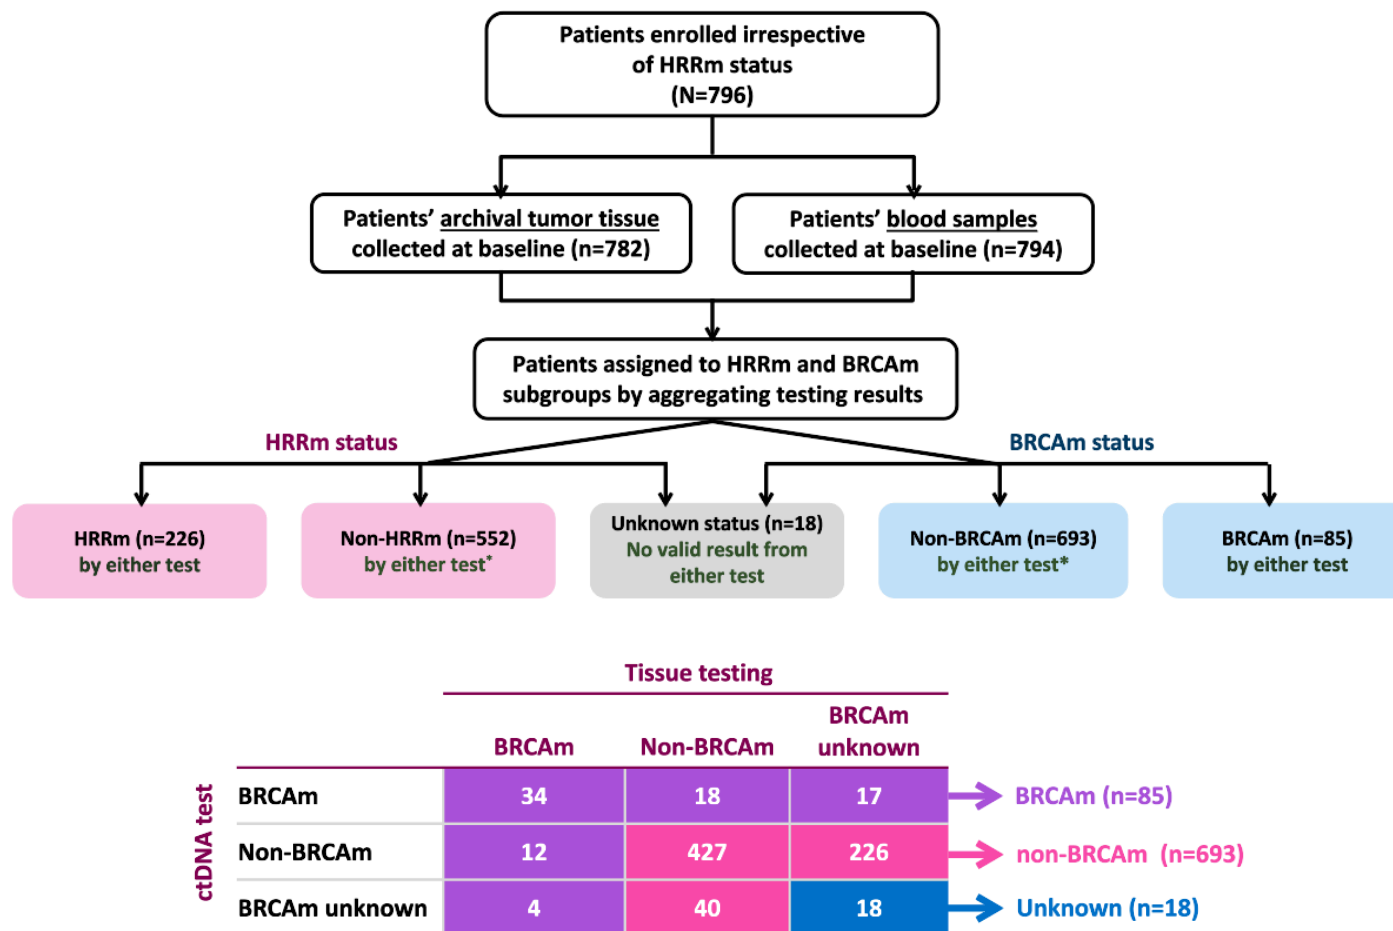 Patients enrolled irrespective
of HRRm status
(N=796)
Patients' archival tumor tissue
collected at baseline (n=782)
Patients' blood samples
collected at baseline (n=794)
Patients assigned to HRRm and BRCAm
subgroups by aggregating testing results
HRRm status
BRCAm status
HRRm (n=226)
by either test
Non-HRRm (n=552)
by either test*
Unknown status (n=18)
No valid result from
either test
Non-BRCAm (n=693)
by either test*
BRCAm (n=85)
by either test
Tissue testing
BRCAm
Non-BRCAm
BRCAm
unknown
ctDNA test
BRCAm 34 18 17 BRCAm (n=85)
Non-BRCAm 12 427 226 non-BRCAm (n=693)
BRCAm unknown 4 40 18 Unknown (n=18)